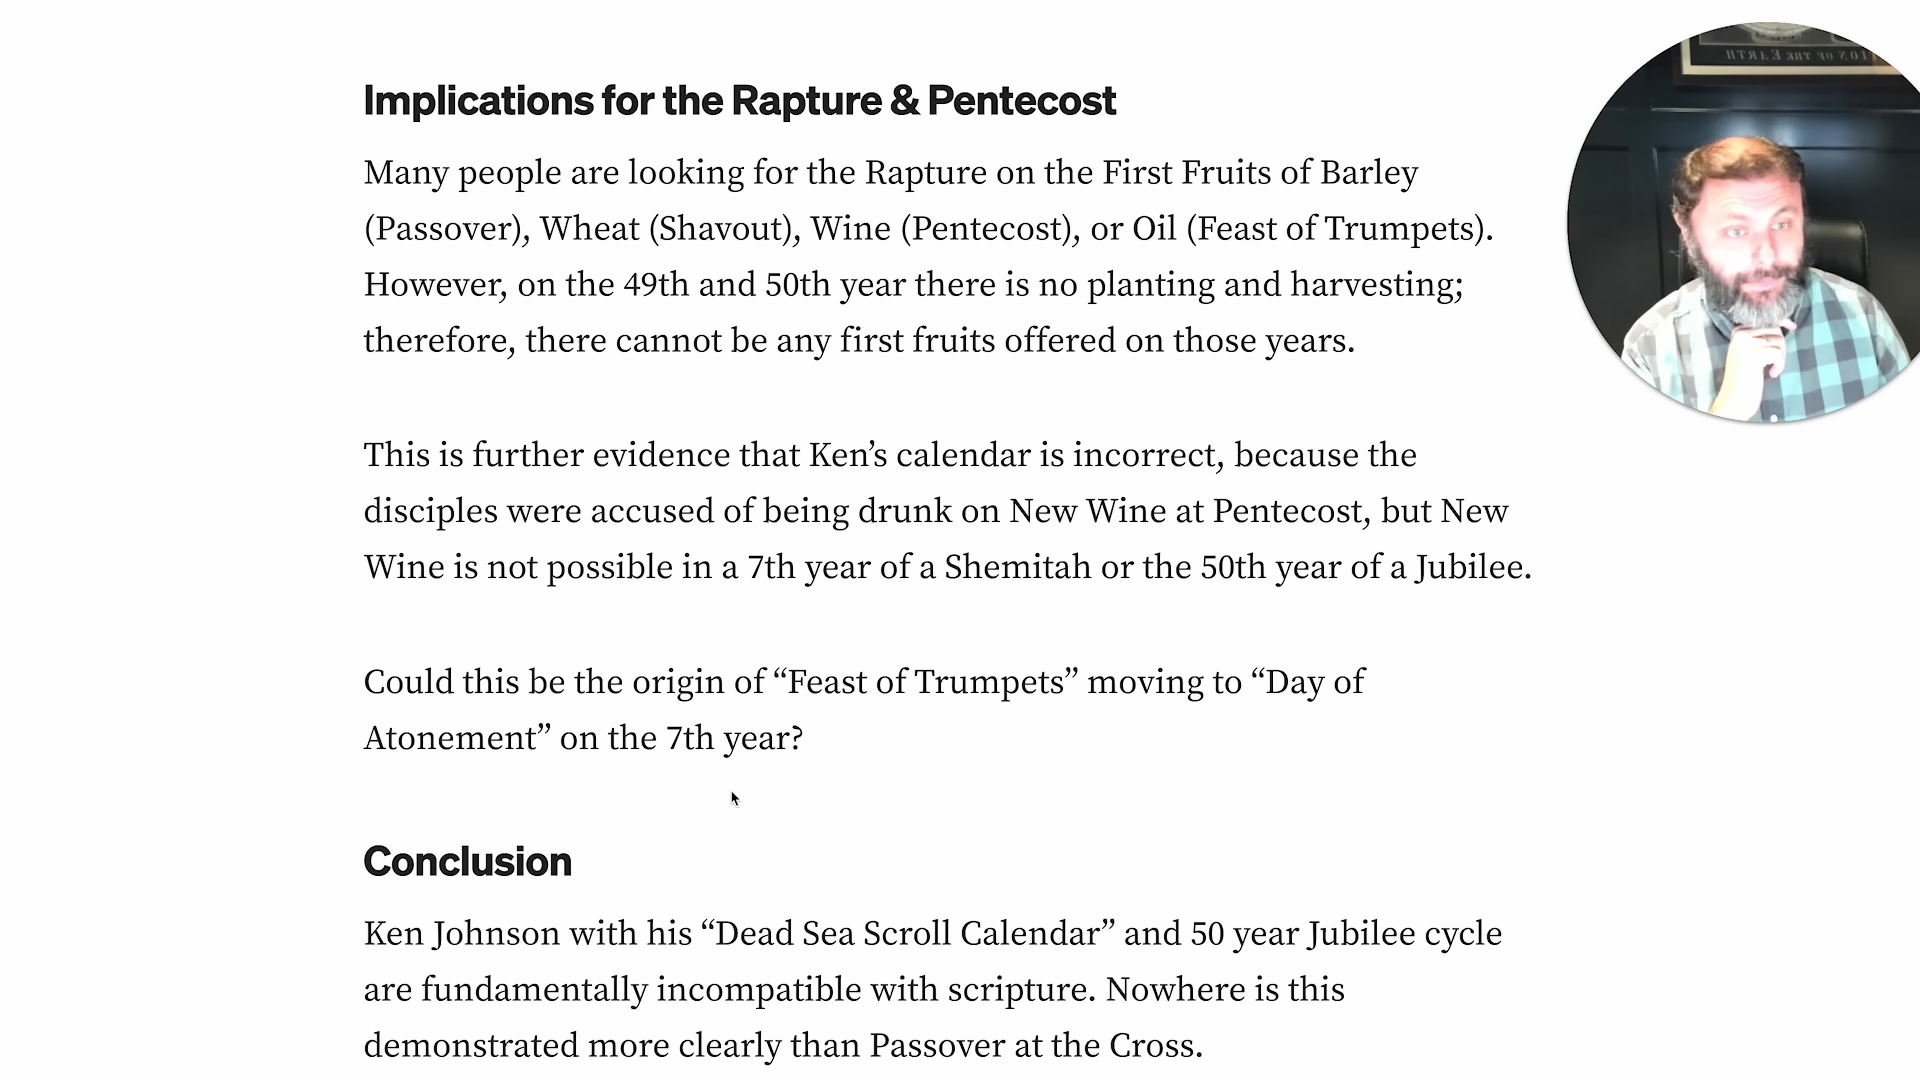 Implications for the Rapture & Pentecost
Many people are looking for the Rapture on the First Fruits of Barley
(Passover), Wheat (Shavout), Wine (Pentecost), or Oil (Feast of Trumpets).
However, on the 49th and 50th year there is no planting and harvesting;
therefore, there cannot be any first fruits offered on those years.
This is further evidence that Ken’s calendar is incorrect, because the
disciples were accused of being drunk on New Wine at Pentecost, but New
Wine is not possible in a 7th year of a Shemitah or the 50th year of a Jubilee.
Could this be the origin of “Feast of Trumpets” moving to “Day of
Atonement” on the 7th year?
Conclusion
Ken Johnson with his “Dead Sea Scroll Calendar” and 50 year Jubilee cycle
are fundamentally incompatible with scripture. Nowhere is this
demonstrated more clearly than Passover at the Cross.